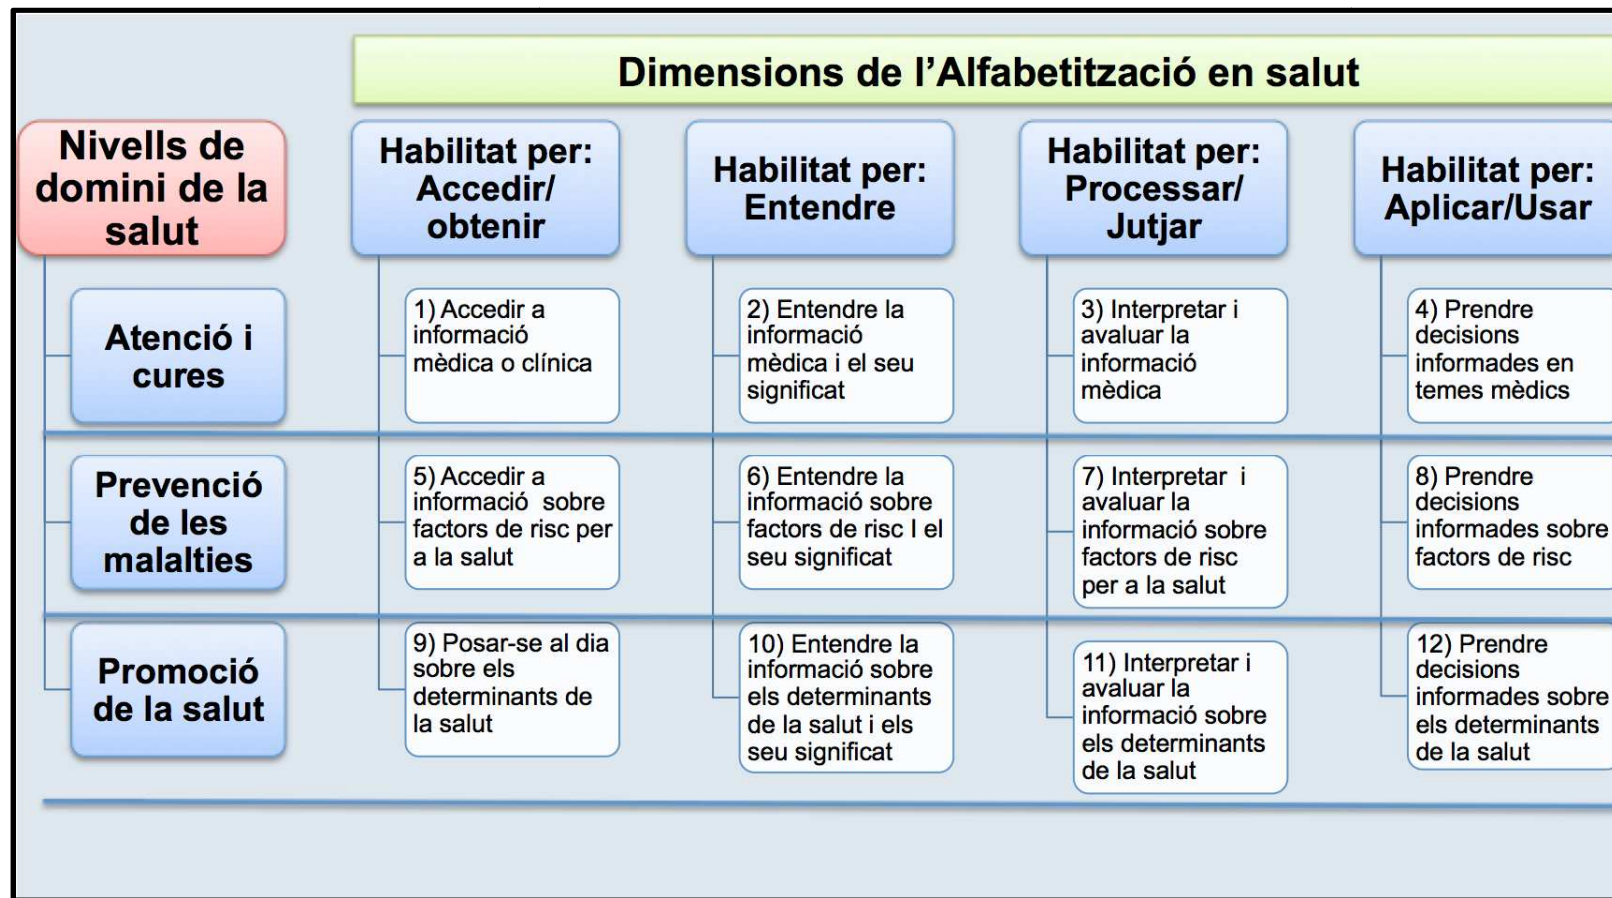 Dimensions de l’Alfabetització en salut
Nivells de
domini de la
salut
Habilitat per:
Accedir/
obtenir
Habilitat per:
Entendre
Habilitat per:
Processar/
Jutjar
Habilitat per:
Aplicar/Usar
Atenció i
cures
1) Accedir a
informació
mèdica o clínica
2) Entendre la
informació
mèdica i el seu
significat
3) Interpretar i
avaluar la
informació
mèdica
4) Prendre
decisions
informades en
temes mèdics
Prevenció
de les
malalties
5) Accedir a
informació  sobre
factors de risc per
a la salut
6) Entendre la
informació sobre
factors de risc I el
seu significat
7) Interpretar  i
avaluar la
informació sobre
factors de risc
per a la salut
8) Prendre
decisions
informades sobre
factors de risc
Promoció
de la salut
9) Posar-se al dia
sobre els
determinants de
la salut
10) Entendre la
informació sobre
els determinants
de la salut i els
seu significat
11) Interpretar i
avaluar la
informació sobre
els determinants
de la salut
12) Prendre
decisions
informades sobre
els determinants
de la salut